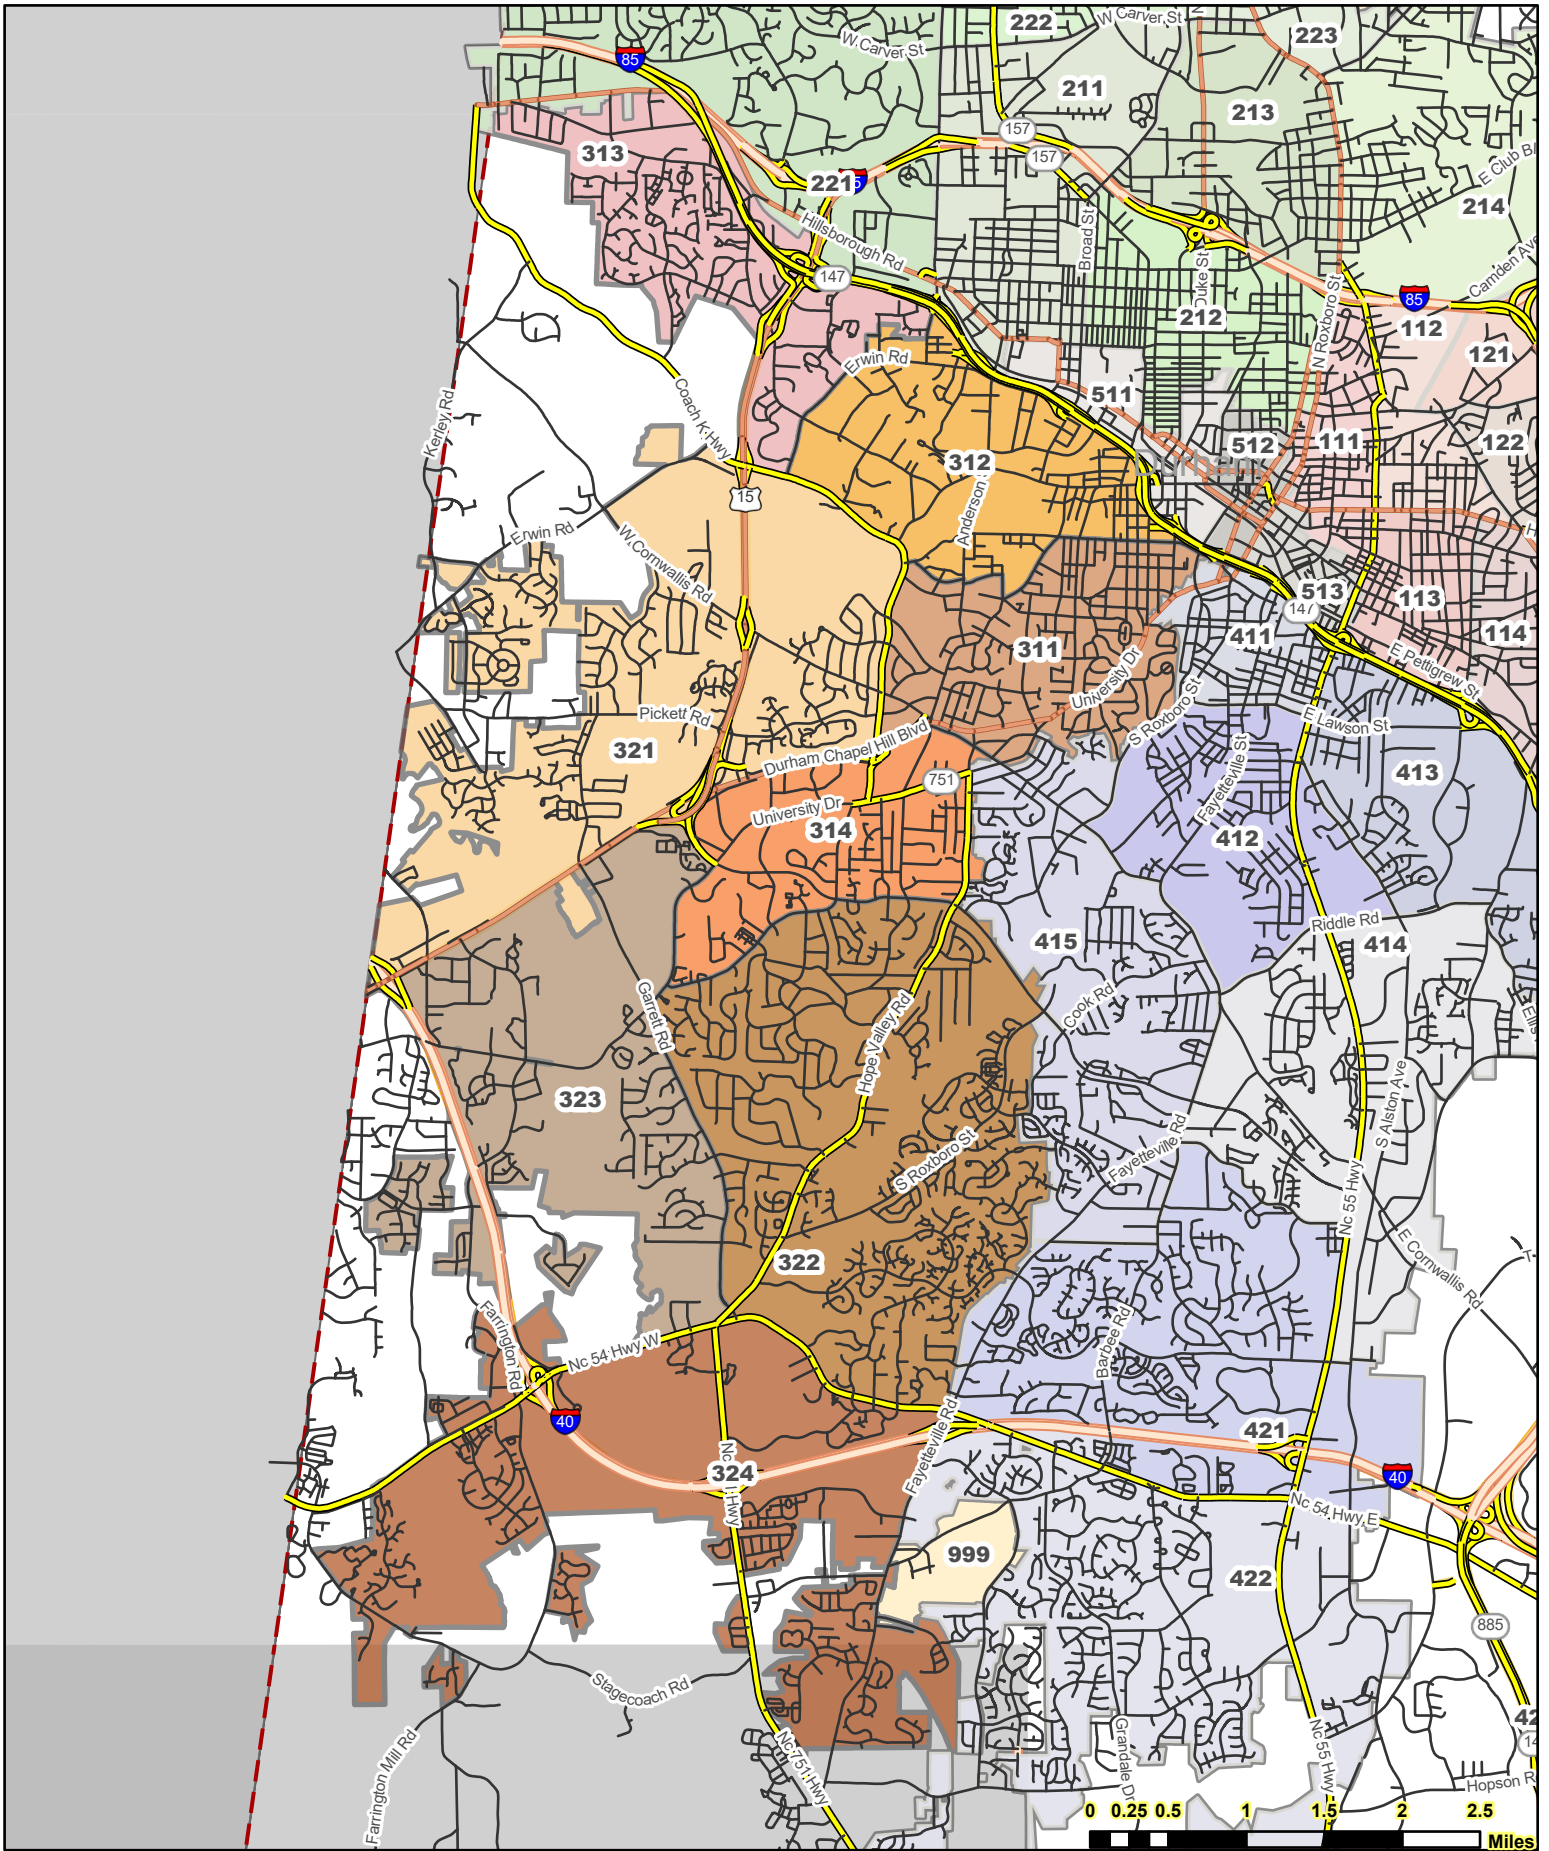 222
W Carver St
N
223
W Carver St
85
211
213
157
157
E Club B
313
221
214
Hillsborough Rd
Broad St
Duke St
Camden Ave
147
N Roxboro St
85
212
112
121
Erwin Rd
Coach K Hwy
Kerley Rd
511
512
111
122
312
Durham
15
Anderson
Erwin Rd
W Cornwallis Rd
H
513
147
113
411
114
311
E Pettigrew St
University Dr
S Roxboro St
Pickett Rd
E Lawson St
321
Durham Chapel Hill Blvd
Fayetteville St
413
751
University Dr
314
412
Riddle Rd
415
414
Garrett Rd
Cook Rd
Hope Valley Rd
S Alston Ave
323
Fayetteville Rd
S Roxboro St
Nc 55 Hwy
322
E Cornwallis Rd
T-
Farrington Rd
Nc 54 Hwy W
Barbee Rd
40
Fayetteville Rd
421
324
40
Nc 54 Hwy E
999
422
885
Stagecoach Rd
Farrington Mill Rd
Nc 751 Hwy
Grandale Dr
Nc 55 Hwy
42
14
Hopson R
0 0.25 0.5 1 1.5 2 2.5
Miles